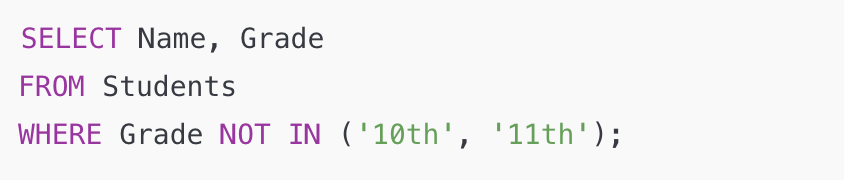 SELECT Name, Grade
FROM Students
WHERE Grade NOT IN ('10th', '11th');